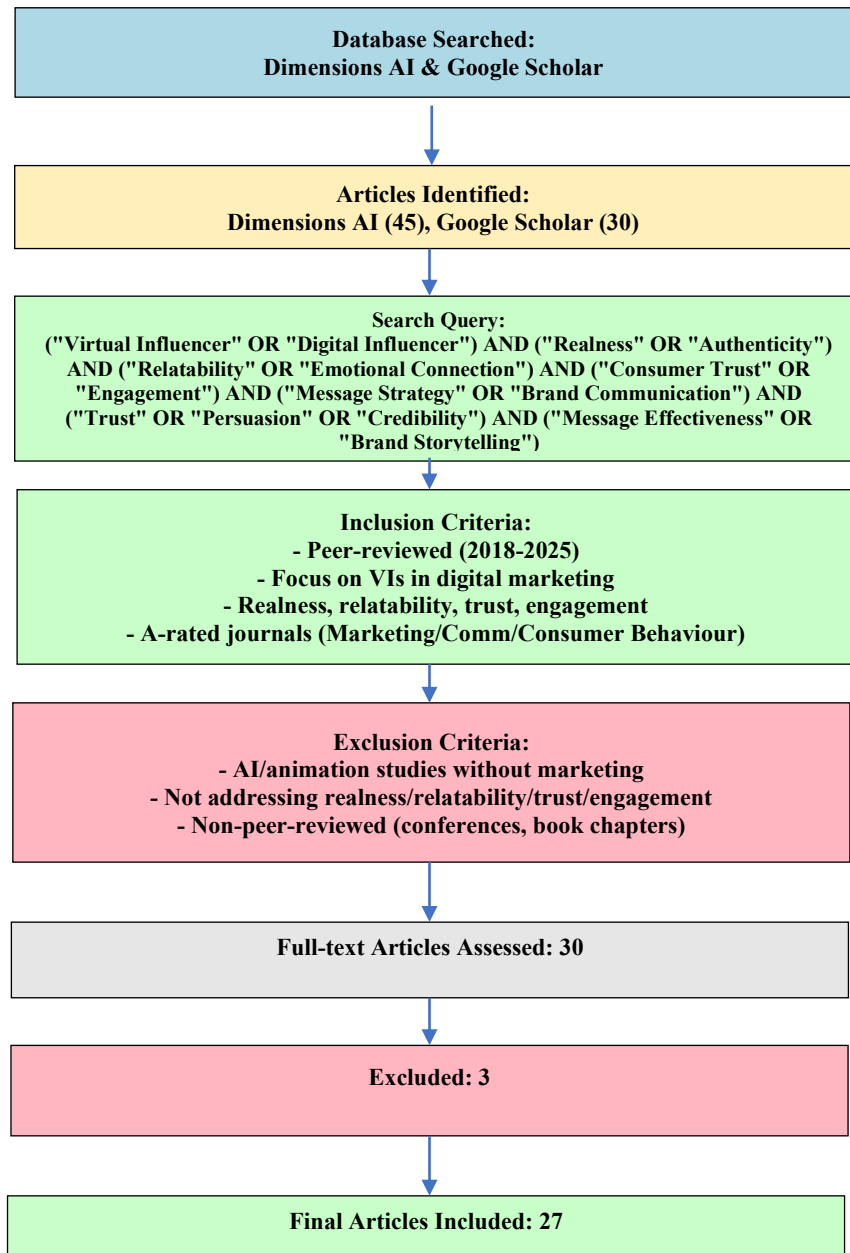 Database Searched:
Dimensions AI & Google Scholar
Articles Identified:
Dimensions AI (45), Google Scholar (30)
Search Query:
("Virtual Influencer" OR "Digital Influencer") AND ("Realness" OR "Authenticity")
AND ("Relatability" OR "Emotional Connection") AND ("Consumer Trust" OR
"Engagement") AND ("Message Strategy" OR "Brand Communication") AND
("Trust" OR "Persuasion" OR "Credibility") AND ("Message Effectiveness" OR
"Brand Storytelling")
Inclusion Criteria:
- Peer-reviewed (2018-2025)
- Focus on VIs in digital marketing
- Realness, relatability, trust, engagement
- A-rated journals (Marketing/Comm/Consumer Behaviour)
Exclusion Criteria:
- AI/animation studies without marketing
- Not addressing realness/relatability/trust/engagement
- Non-peer-reviewed (conferences, book chapters)
Full-text Articles Assessed: 30
Excluded: 3
Final Articles Included: 27